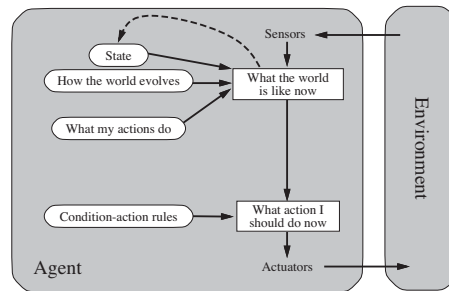 Sensors
State
How the world evolves
What the world
is like now
What my actions do
Environment
Condition-action rules
What action I
should do now
Agent
Actuators